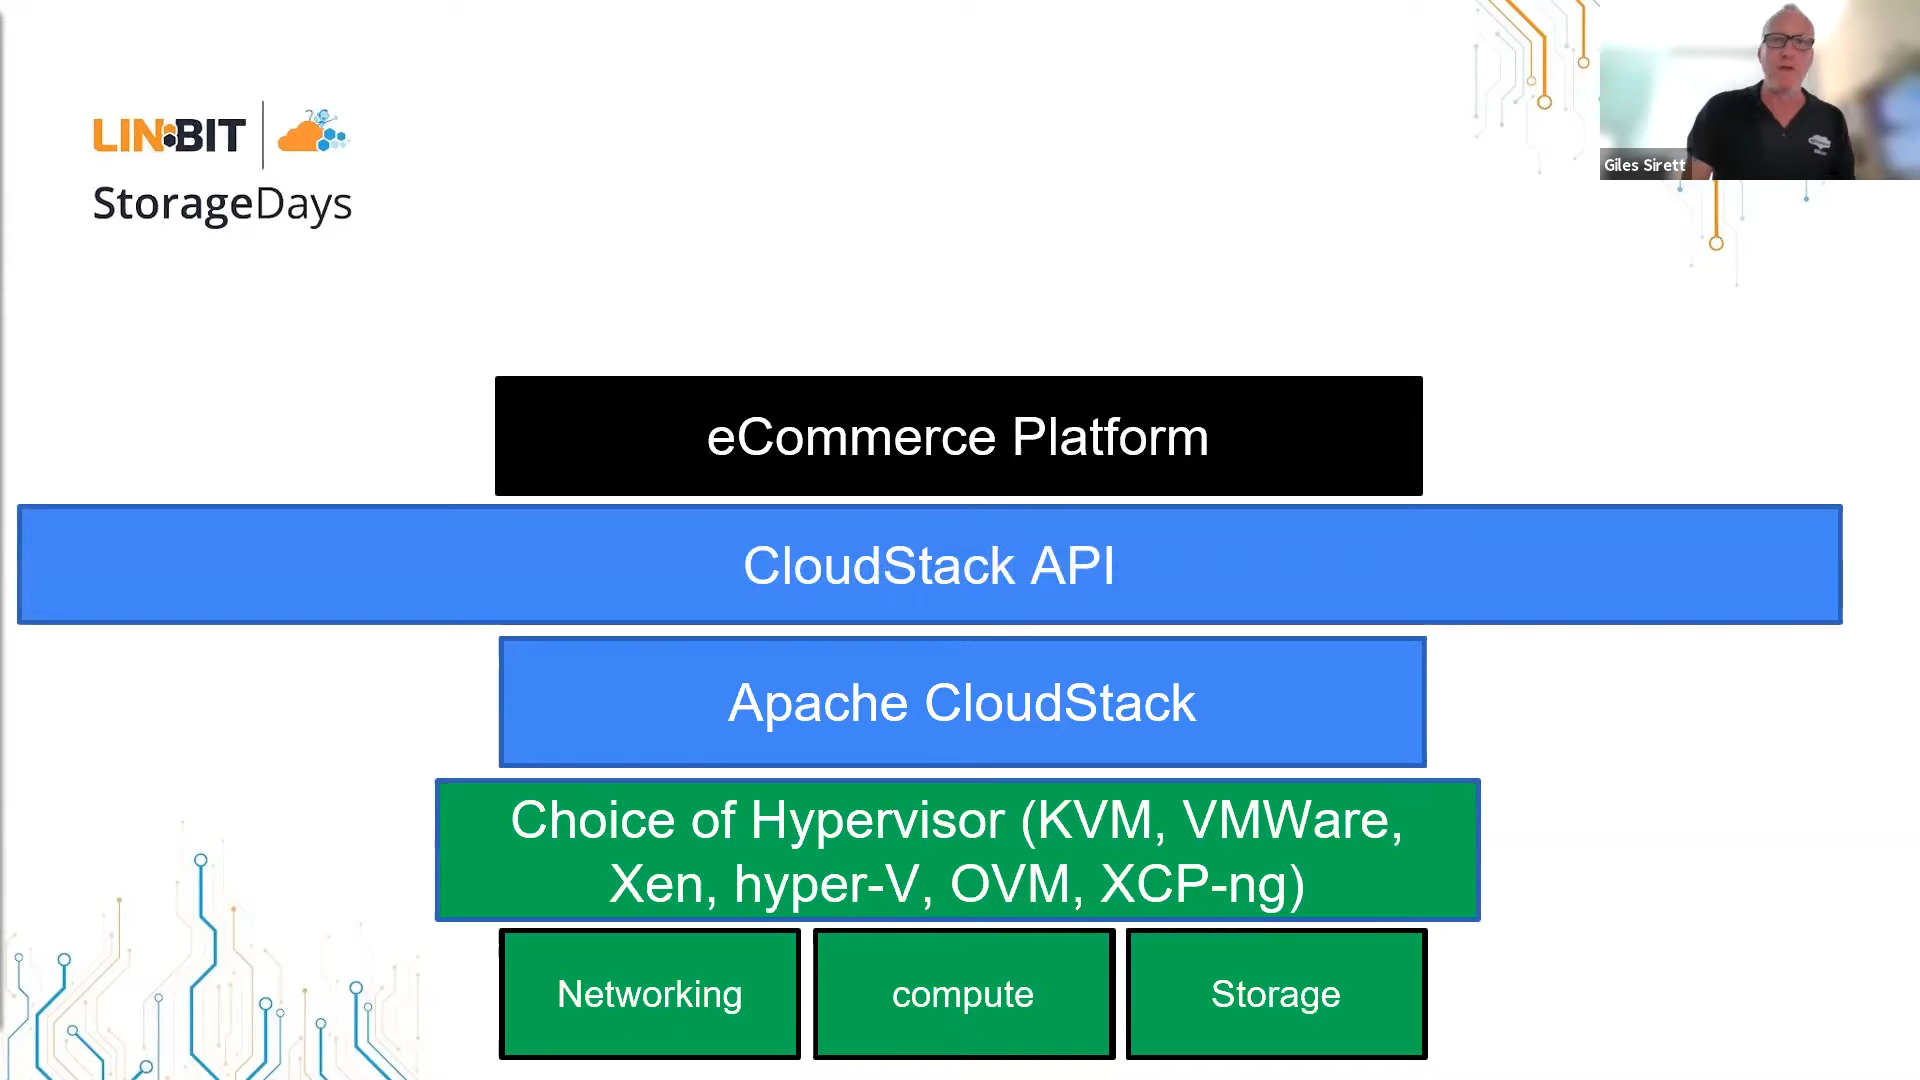 LINBIT
StorageDays
Giles Sirett
eCommerce Platform
CloudStack API
Apache CloudStack
Choice of Hypervisor (KVM, VMWare,
Xen, hyper-V, OVM, XCP-ng)
Networking
compute
Storage